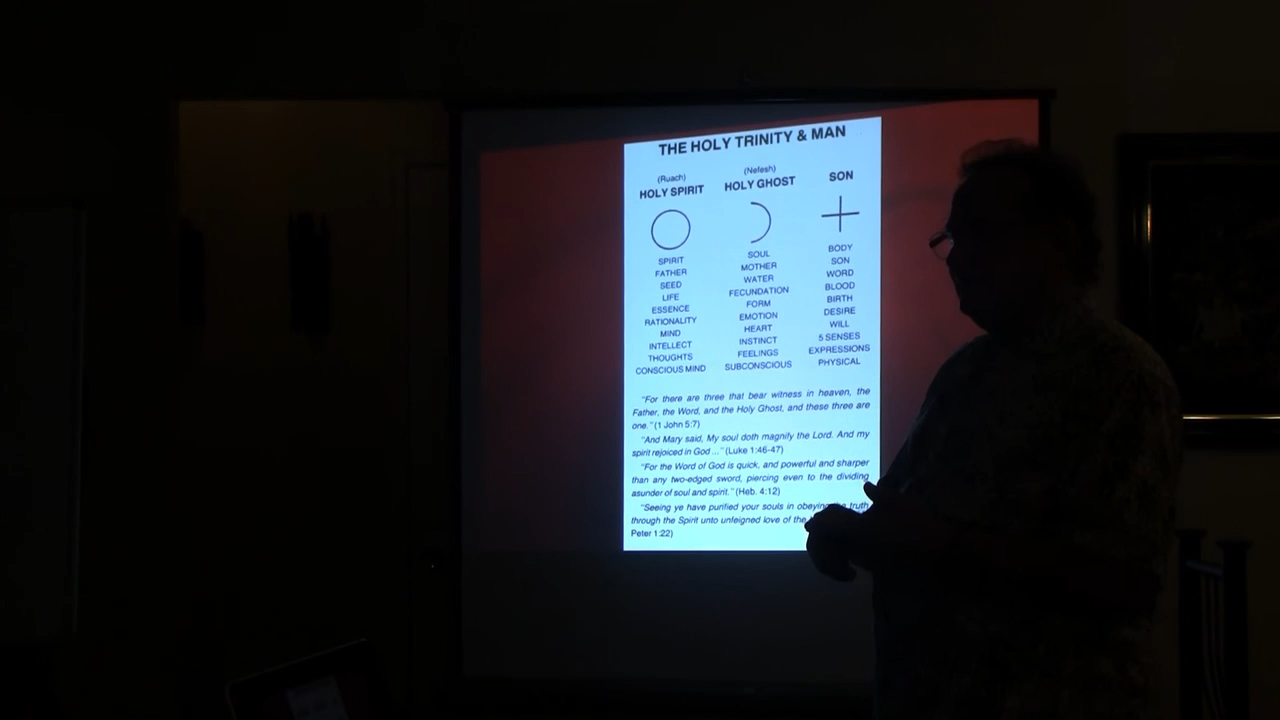 THE HOLY TRINITY & MAN
(Ruach)
HOLY SPIRIT
SPIRIT
FATHER
SEED
LIFE
ESSENCE
RATIONALITY
MIND
INTELLECT
THOUGHTS
CONSCIOUS MIND
(Nefesh)
HOLY GHOST
SOUL
MOTHER
WATER
FECUNDATION
FORM
EMOTION
HEART
INSTINCT
FEELINGS
SUBCONSCIOUS
SON
BODY
SON
WORD
BLOOD
BIRTH
DESIRE
WILL
5 SENSES
EXPRESSIONS
PHYSICAL
"For there are three that bear witness in heaven, the
Father, the Word, and the Holy Ghost, and these three are
one." (1 John 5:7)
"And Mary said, My soul doth magnify the Lord. And my
spirit rejoiced in God..." (Luke 1:46-47)
"For the Word of God is quick, and powerful and sharper
than any two-edged sword, piercing even to the dividing
asunder of soul and spirit." (Heb. 4:12)
"Seeing ye have purified your souls in obeying the truth
through the Spirit unto unfeigned love of the
Peter 1:22)